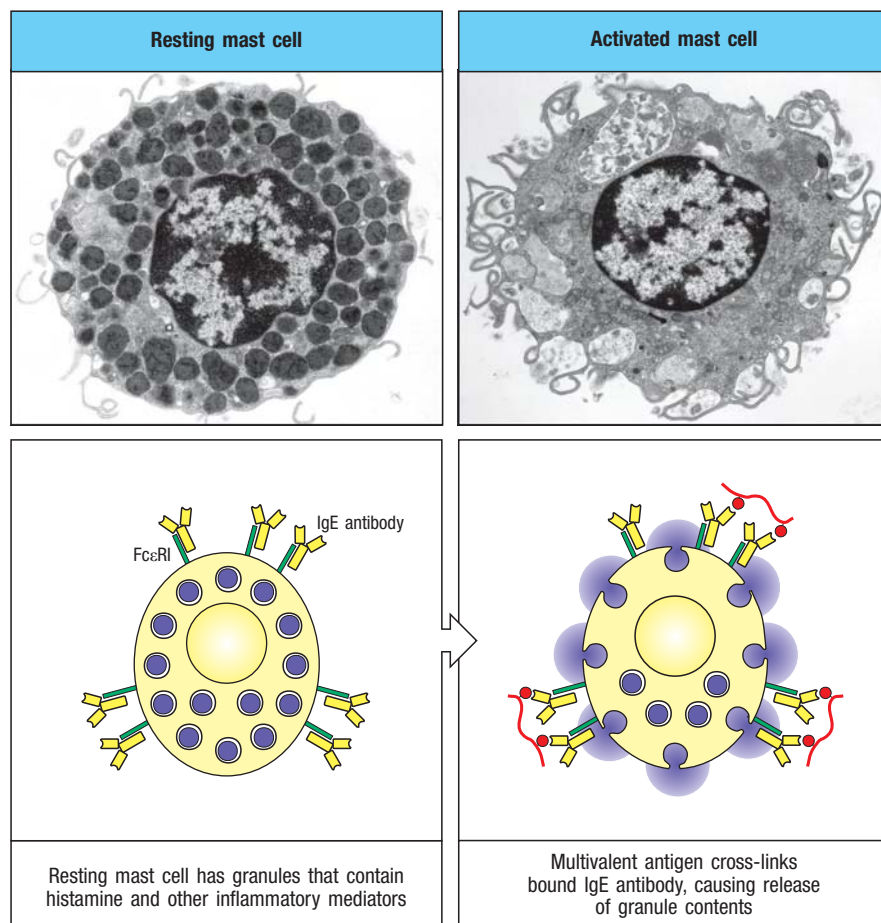 Resting mast cell
Activated mast cell
IgE antibody
FcεRI
Resting mast cell has granules that contain
histamine and other inflammatory mediators
Multivalent antigen cross-links
bound IgE antibody, causing release
of granule contents